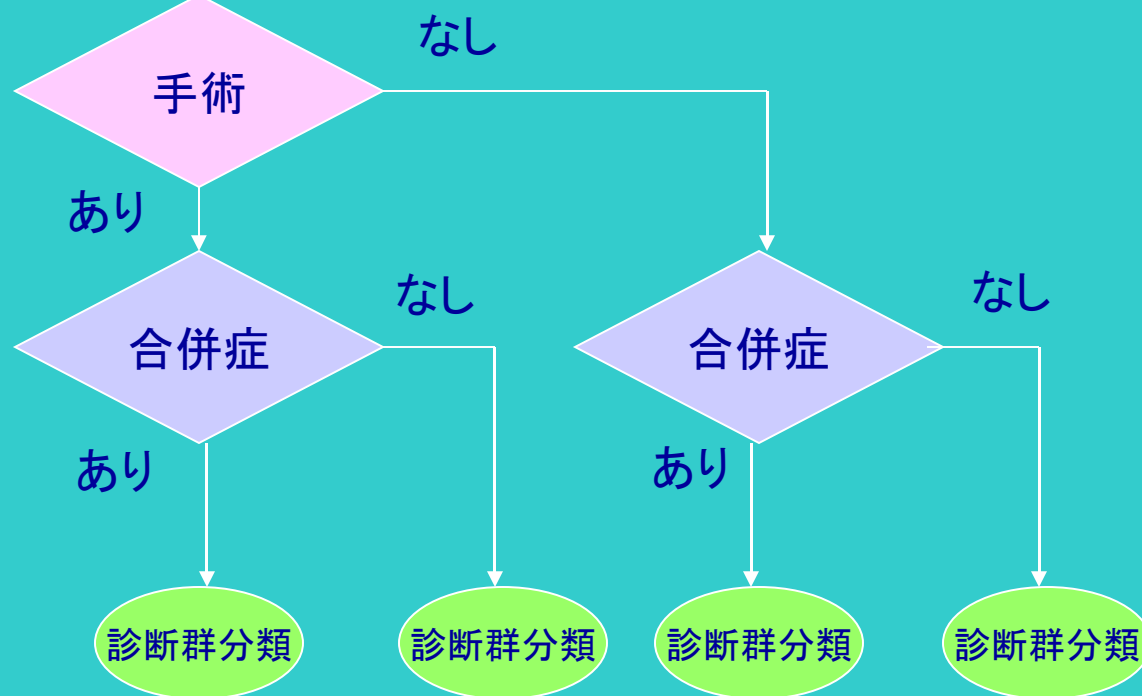 なし
手術
あり
なし
なし
合併症
合併症
あり
あり
診断群分類
診断群分類
診断群分類
診断群分類